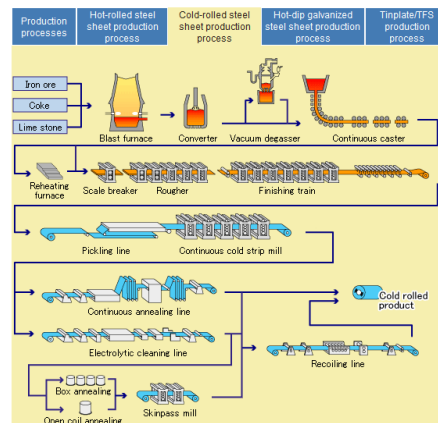 Production
processes
Hot-rolled steel
sheet production
process
Cold-rolled steel
sheet production
process
Hot-dip galvanized
steel sheet production
process
Tinplate/TFS
production
process
Iron ore
Coke
Lime stone
Blast furnace
Converter
Vacuum degasser
Continuous caster
Reheating
furnace
Scale breaker
Rougher
Finishing train
Pickling line
Continuous cold strip mill
Continuous annealing line
Cold rolled
product
Electrolytic cleaning line
Recoiling line
Box annealing
Open coil annealing
Skinpass mill